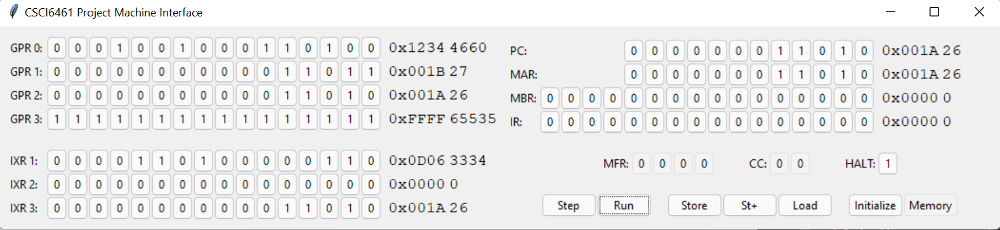 CSCI6461 Project Machine Interface
GPR 0: 0 0 0 1 0 0 1 0 0 0 1 1 0 1 0 0 0x1234 4660
GPR 1: 0 0 0 0 0 0 0 0 0 0 0 1 1 0 1 1 0x001B 27
GPR 2: 0 0 0 0 0 0 0 0 0 0 0 1 1 0 1 0 0x001A 26
GPR 3: 1 1 1 1 1 1 1 1 1 1 1 1 1 1 1 1 0xFFFF 65535
IXR 1: 0 0 0 0 1 1 0 1 0 0 0 0 0 1 1 0 0x0D06 3334
IXR 2: 0 0 0 0 0 0 0 0 0 0 0 0 0 0 0 0 0x0000 0
IXR 3: 0 0 0 0 0 0 0 0 0 0 0 1 1 0 1 0 0x001A 26
PC: 0 0 0 0 0 0 0 1 1 0 1 0 0x001A 26
MAR: 0 0 0 0 0 0 0 1 1 0 1 0 0x001A 26
MBR: 0 0 0 0 0 0 0 0 0 0 0 0 0 0 0 0 0x0000 0
IR: 0 0 0 0 0 0 0 0 0 0 0 0 0 0 0 0 0x0000 0
MFR: 0 0 0 0 CC: 0 0 HALT: 1
Step Run Store St+ Load Initialize Memory